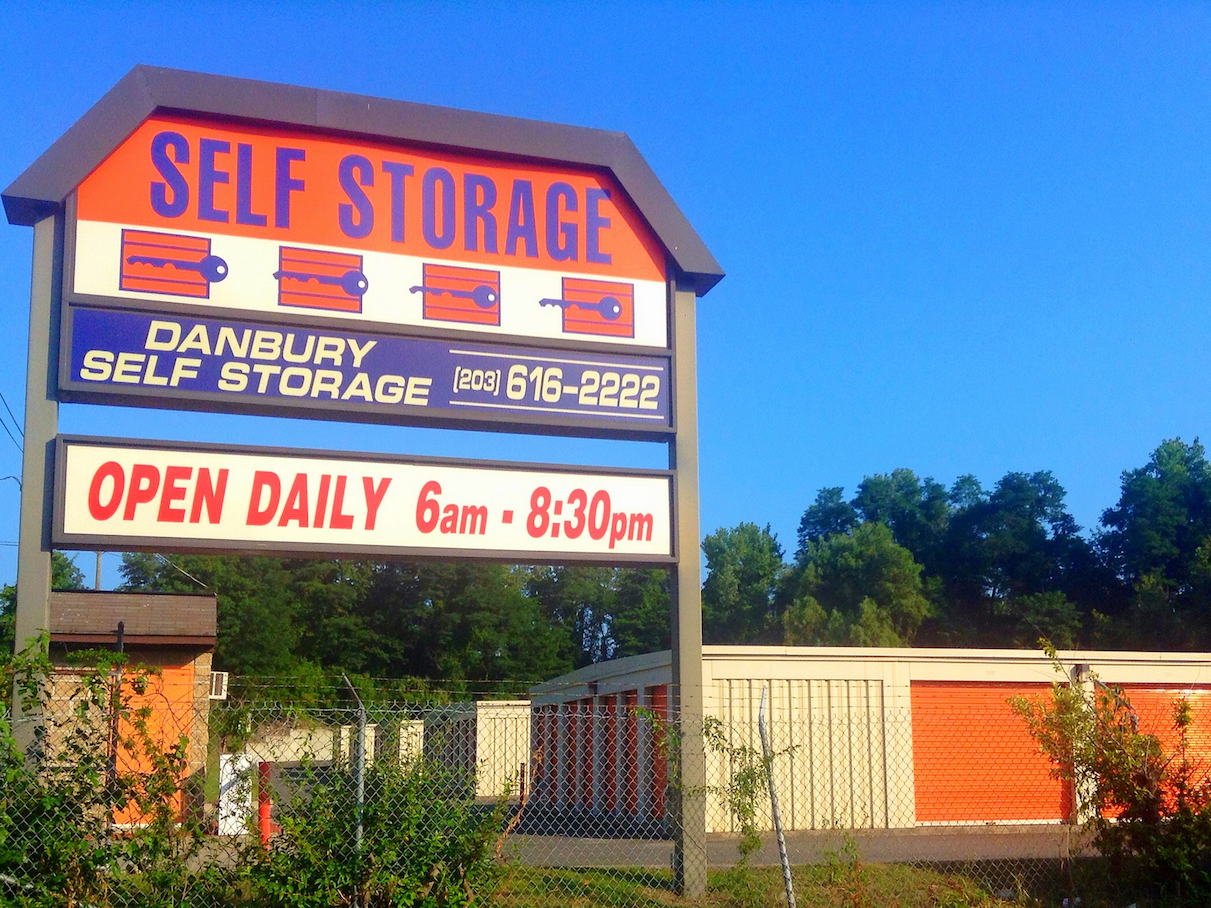 SELF STORAGE
DANBURY
SELF STORAGE
(203) 616-2222
OPEN DAILY 6am - 8:30pm